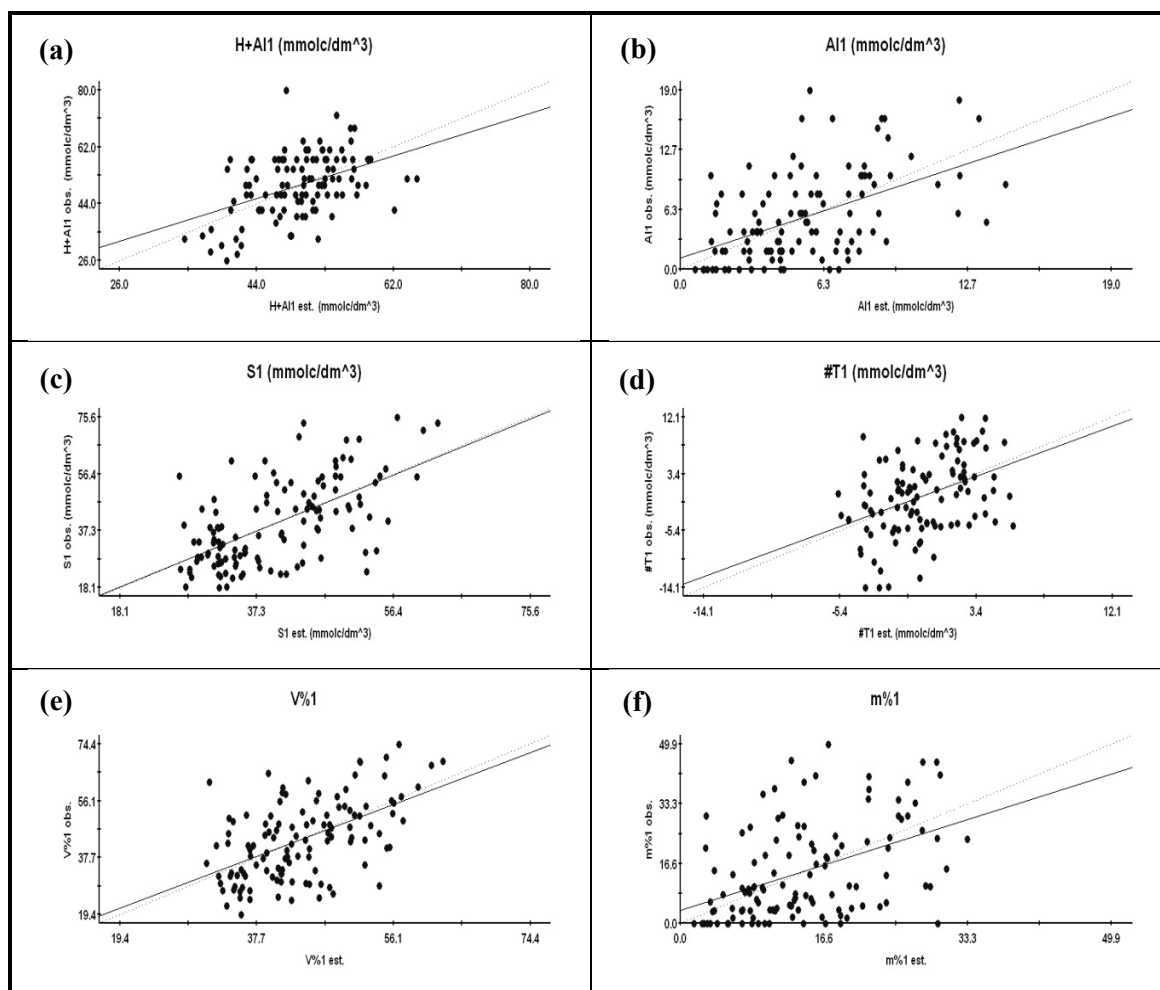 (a)
H+Al1 (mmolc/dm^3)
H+Al1 obs. (mmolc/dm^3)
80.0
62.0
44.0
26.0
26.0 44.0 62.0 80.0
H+Al1 est. (mmolc/dm^3)
(b)
Al1 (mmolc/dm^3)
Al1 obs. (mmolc/dm^3)
19.0
12.7
6.3
0.0
0.0 6.3 12.7 19.0
Al1 est. (mmolc/dm^3)
(c)
S1 (mmolc/dm^3)
S1 obs. (mmolc/dm^3)
75.6
56.4
37.3
18.1
18.1 37.3 56.4 75.6
S1 est. (mmolc/dm^3)
(d)
#T1 (mmolc/dm^3)
#T1 obs. (mmolc/dm^3)
12.1
3.4
-5.4
-14.1
-14.1 -5.4 3.4 12.1
#T1 est. (mmolc/dm^3)
(e)
V%1
V%1 obs.
74.4
56.1
37.7
19.4
19.4 37.7 56.1 74.4
V%1 est.
(f)
m%1
m%1 obs.
49.9
33.3
16.6
0.0
0.0 16.6 33.3 49.9
m%1 est.